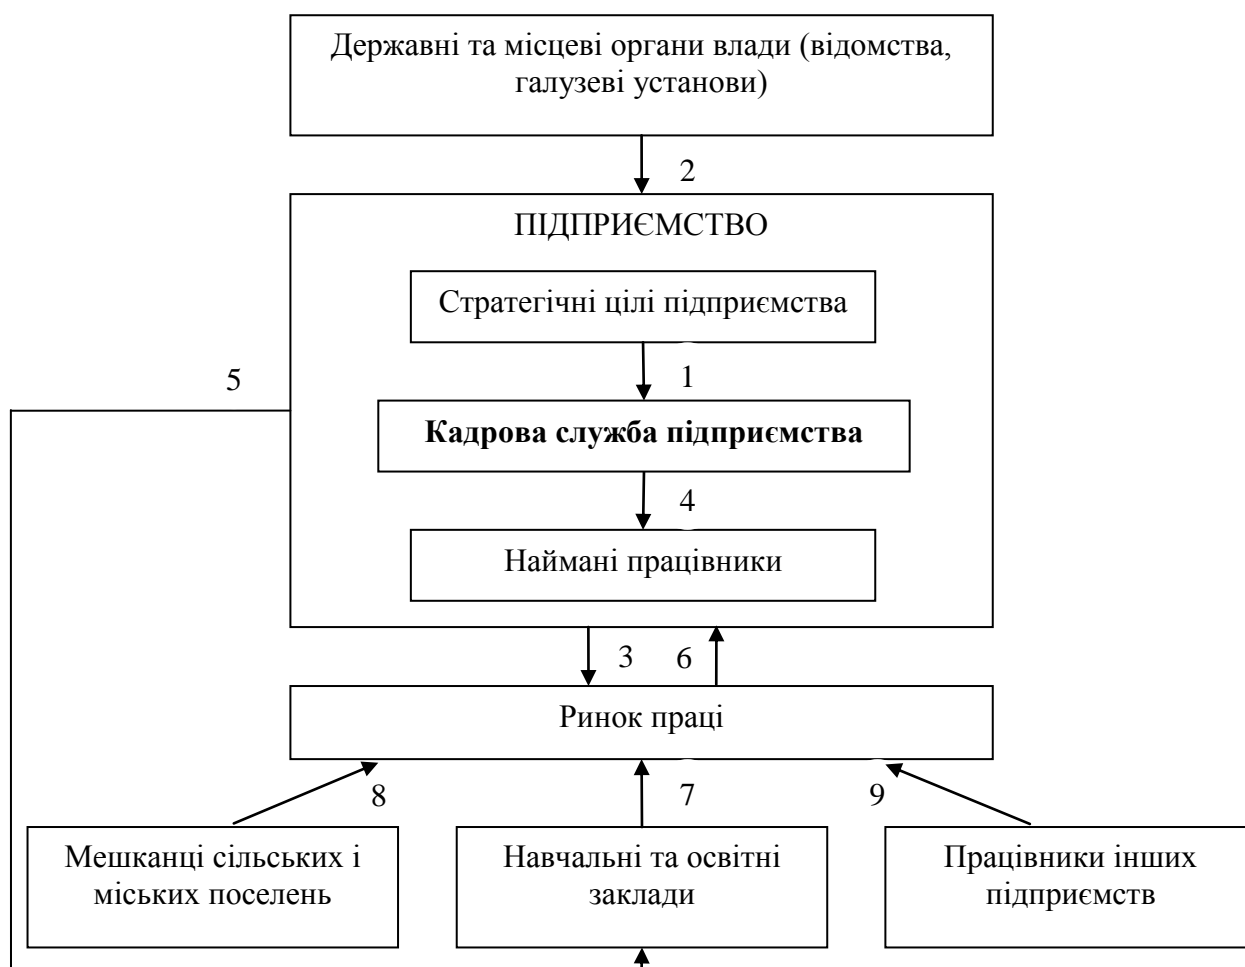 Державні та місцеві органи влади (відомства,
галузеві установи)
2
ПІДПРИЄМСТВО
Стратегічні цілі підприємства
5
1
Кадрова служба підприємства
4
Наймані працівники
3
6
Ринок праці
8
7
9
Мешканці сільських і
міських поселень
Навчальні та освітні
заклади
Працівники інших
підприємств